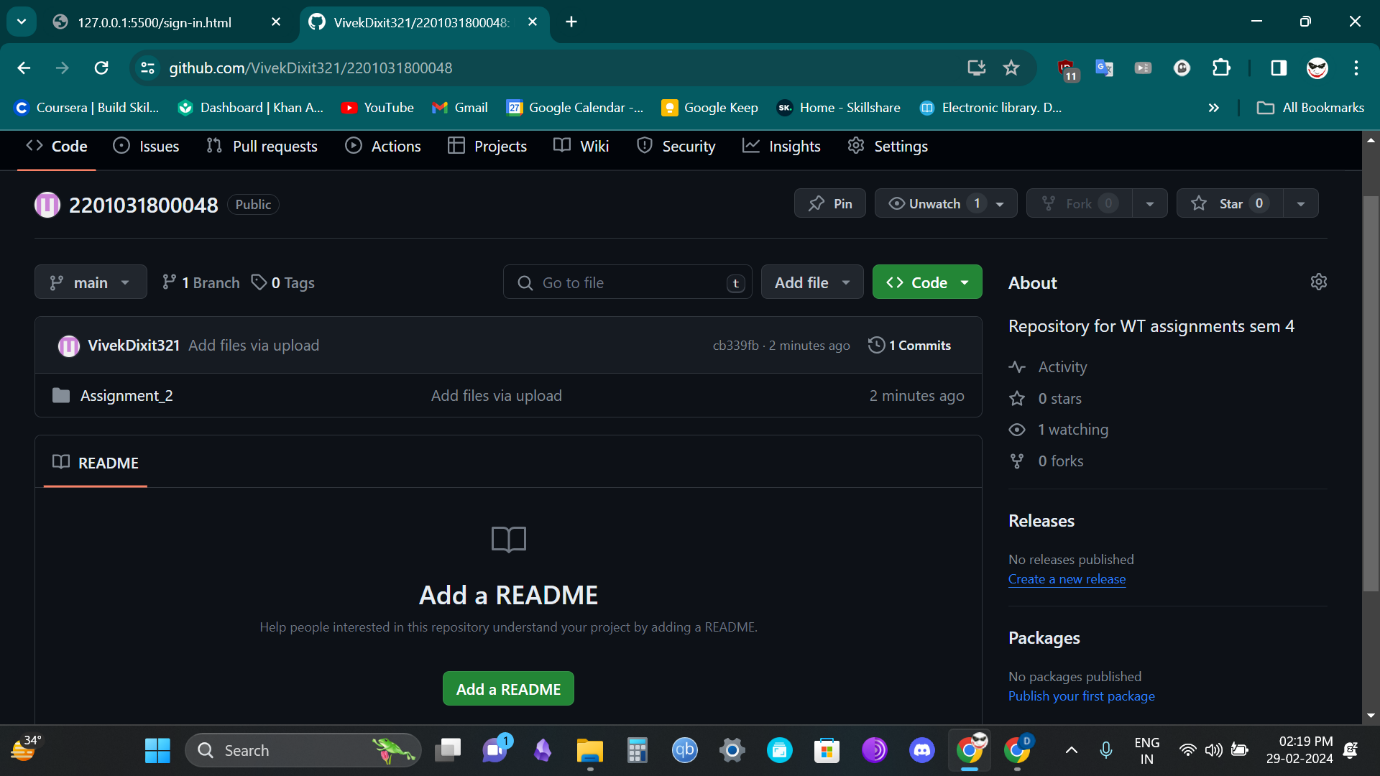 127.0.0.1:5500/sign-in.html
VivekDixit321/2201031800048:
github.com/VivekDixit321/2201031800048
11
Coursera | Build Skil...
Dashboard | Khan A...
YouTube
Gmail
27
Google Calendar -...
Google Keep
SK.
Home - Skillshare
Electronic library. D...
All Bookmarks
Code
Issues
Pull requests
Actions
Projects
Wiki
Security
Insights
Settings
2201031800048
Public
Pin
Unwatch 1
Fork 0
Star 0
main
1 Branch
0 Tags
Go to file
t
Add file
<> Code
About
Repository for WT assignments sem 4
VivekDixit321 Add files via upload
cb339fb · 2 minutes ago
1 Commits
Assignment_2
Add files via upload
2 minutes ago
Activity
0 stars
1 watching
0 forks
README
Add a README
Help people interested in this repository understand your project by adding a README.
Add a README
Releases
No releases published
Create a new release
Packages
No packages published
Publish your first package
34°
Search
1
qb
D
ENG
IN
02:19 PM
29-02-2024